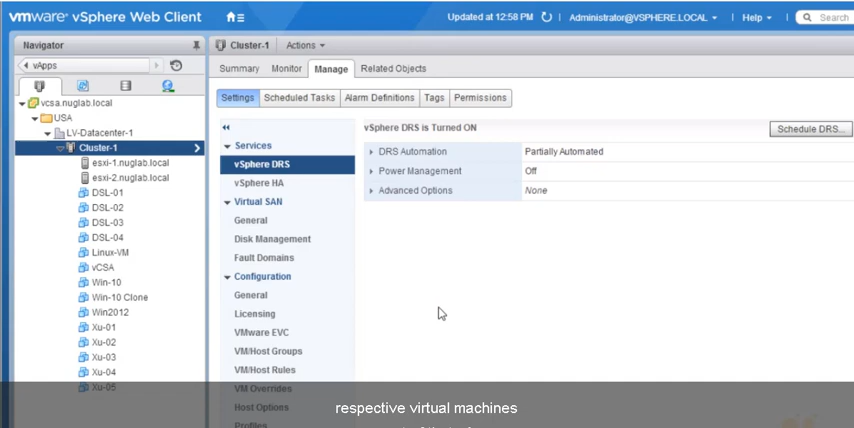 vmware® vSphere Web Client
Updated at 12:58 PM
Administrator@VSPHERE.LOCAL
Help
Search
Navigator
vApps
vcsa.nuglab.local
USA
LV-Datacenter-1
Cluster-1
esxi-1.nuglab.local
esxi-2.nuglab.local
DSL-01
DSL-02
DSL-03
DSL-04
Linux-VM
vCSA
Win-10
Win-10 Clone
Win2012
Xu-01
Xu-02
Xu-03
Xu-04
Xu-05
Cluster-1 Actions
Summary Monitor Manage Related Objects
Settings Scheduled Tasks Alarm Definitions Tags Permissions
Services
vSphere DRS
vSphere HA
Virtual SAN
General
Disk Management
Fault Domains
Configuration
General
Licensing
VMware EVC
VM/Host Groups
VM/Host Rules
VM Overrides
Host Options
Profiles
vSphere DRS is Turned ON
Schedule DRS...
DRS Automation Partially Automated
Power Management Off
Advanced Options None
respective virtual machines